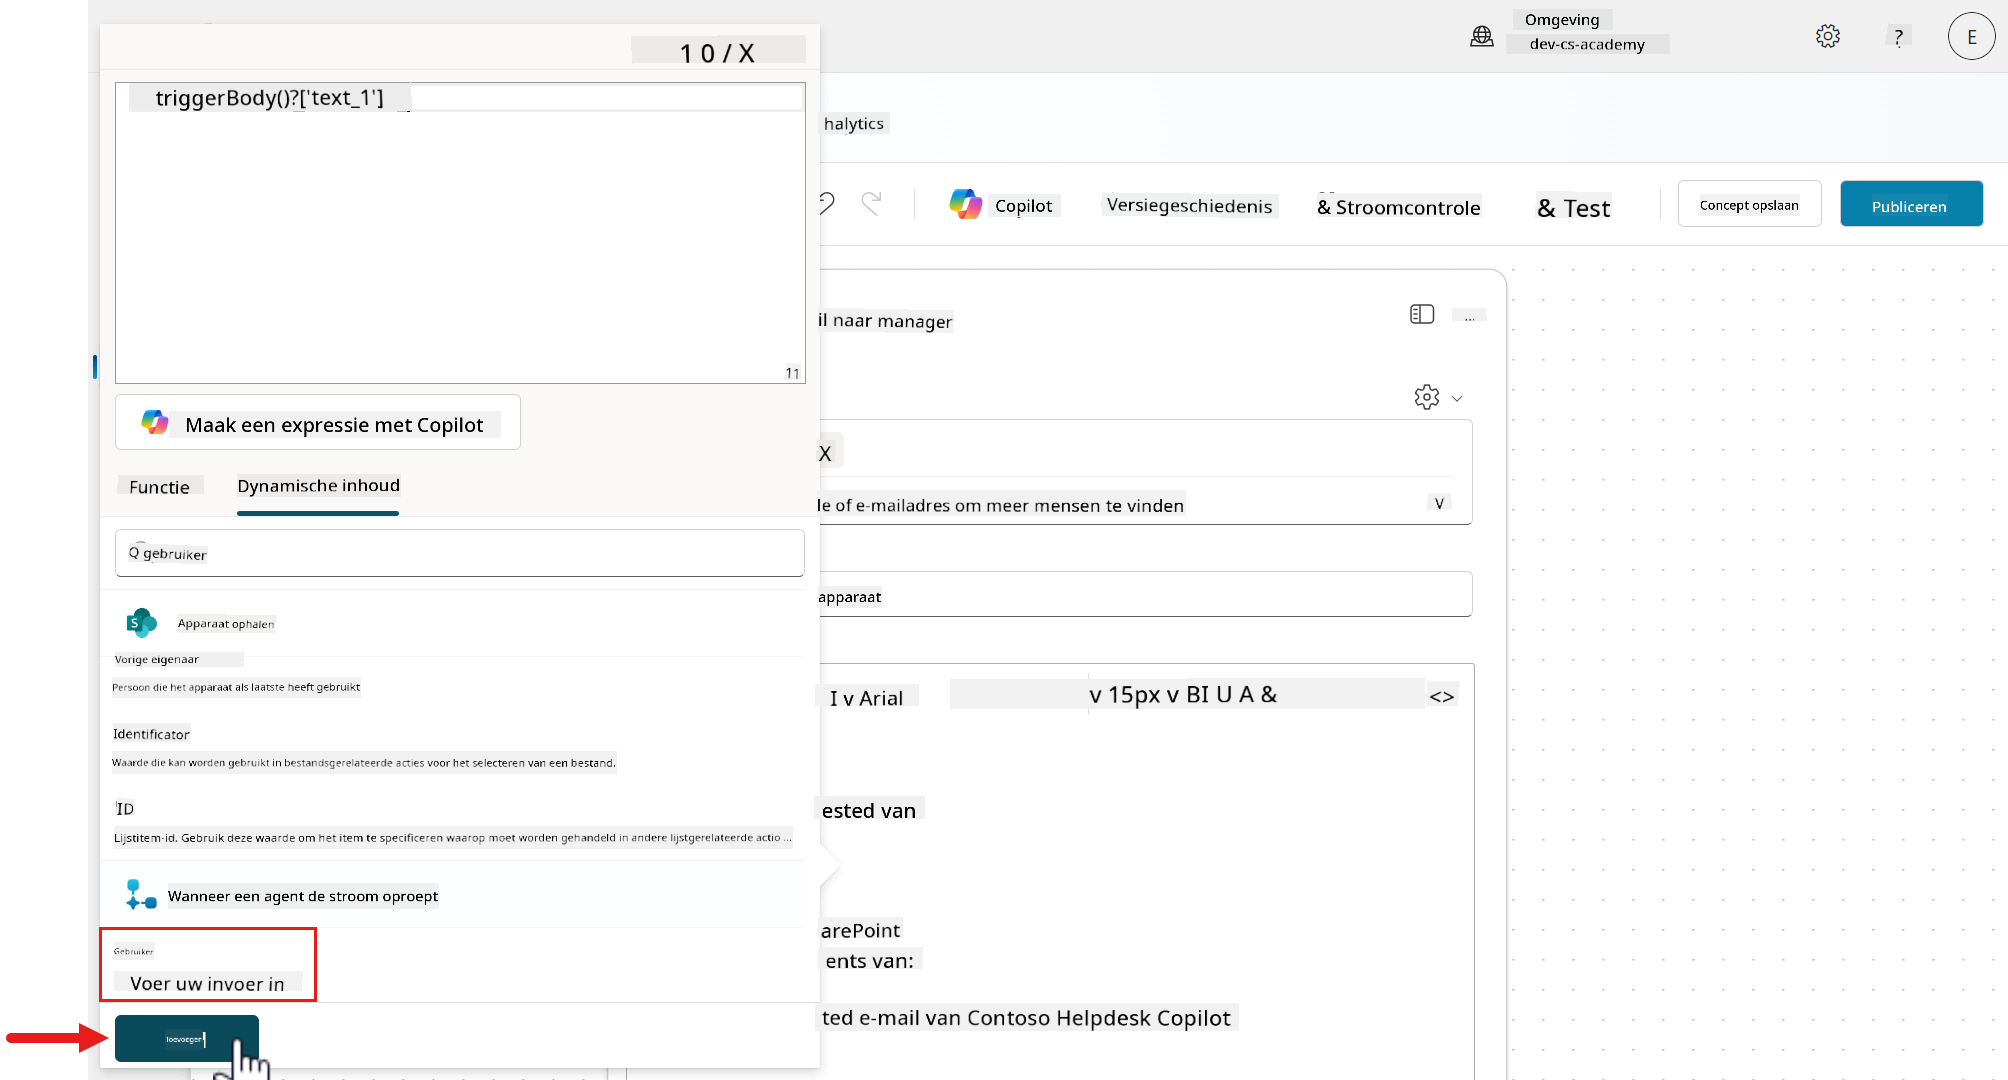 Omgeving
dev-cs-academy
?
E
1 0 / X
triggerBody()?['text_1']
11
Maak een expressie met Copilot
Functie
Dynamische inhoud
Q gebruiker
S
Apparaat ophalen
Vorige eigenaar
Persoon die het apparaat als laatste heeft gebruikt
Identificator
Waarde die kan worden gebruikt in bestandsgerelateerde acties voor het selecteren van een bestand.
ID
Lijstitem-id. Gebruik deze waarde om het item te specificeren waarop moet worden gehandeld in andere lijstgerelateerde actio ...
Wanneer een agent de stroom oproept
Gebruiker
Voer uw invoer in
Toevoegen
halytics
Copilot
Versiegeschiedenis
& Stroomcontrole
& Test
Concept opslaan
Publiceren
il naar manager
...
X
le of e-mailadres om meer mensen te vinden
V
apparaat
I v Arial
v 15px v BI U A &
<>
ested van
arePoint
ents van:
ted e-mail van Contoso Helpdesk Copilot